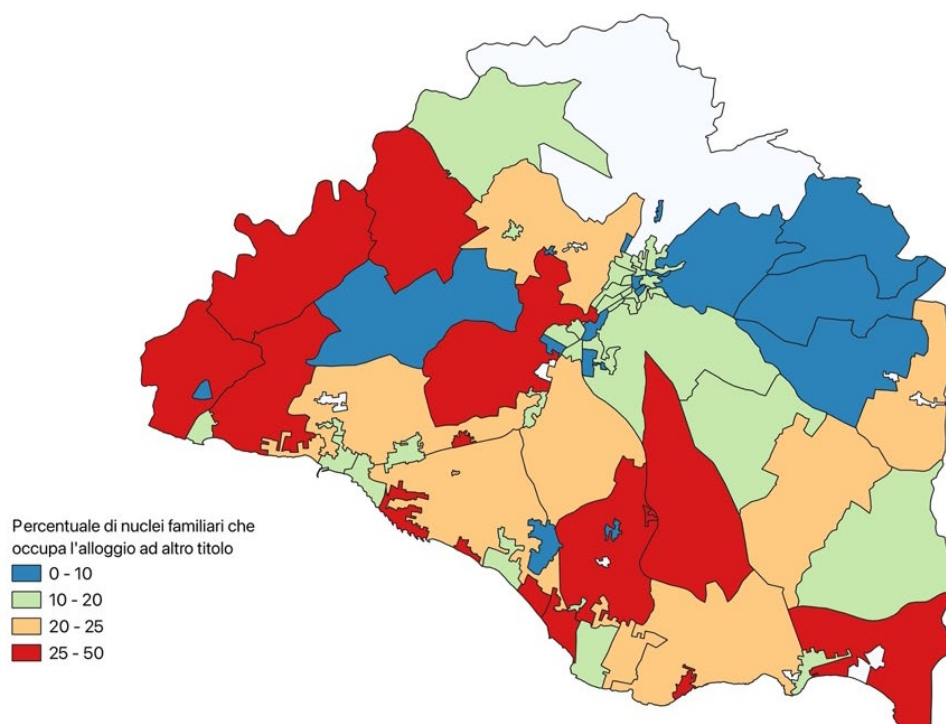 Percentuale di nuclei familiari che
occupa l'alloggio ad altro titolo
0 - 10
10 - 20
20 - 25
25 - 50